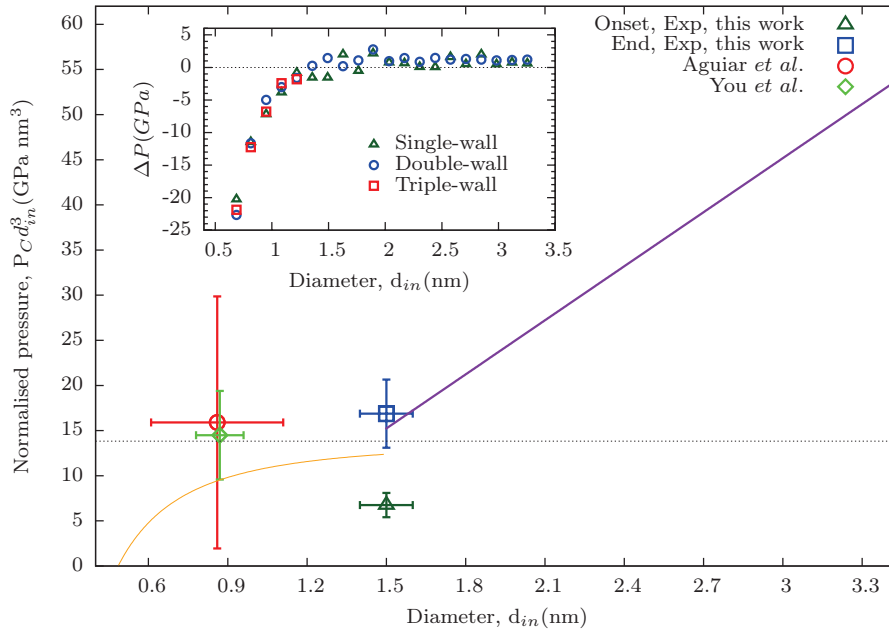 60
55
50
45
40
35
30
25
20
15
10
5
0
Normalised pressure, P_C d_in^3 (GPa nm^3)
0.6 0.9 1.2 1.5 1.8 2.1 2.4 2.7 3 3.3
Diameter, d_in(nm)
Onset, Exp, this work
End, Exp, this work
Aguiar et al.
You et al.
5
0
-5
-10
-15
-20
-25
ΔP(GPa)
0.5 1 1.5 2 2.5 3 3.5
Diameter, d_in(nm)
Single-wall
Double-wall
Triple-wall